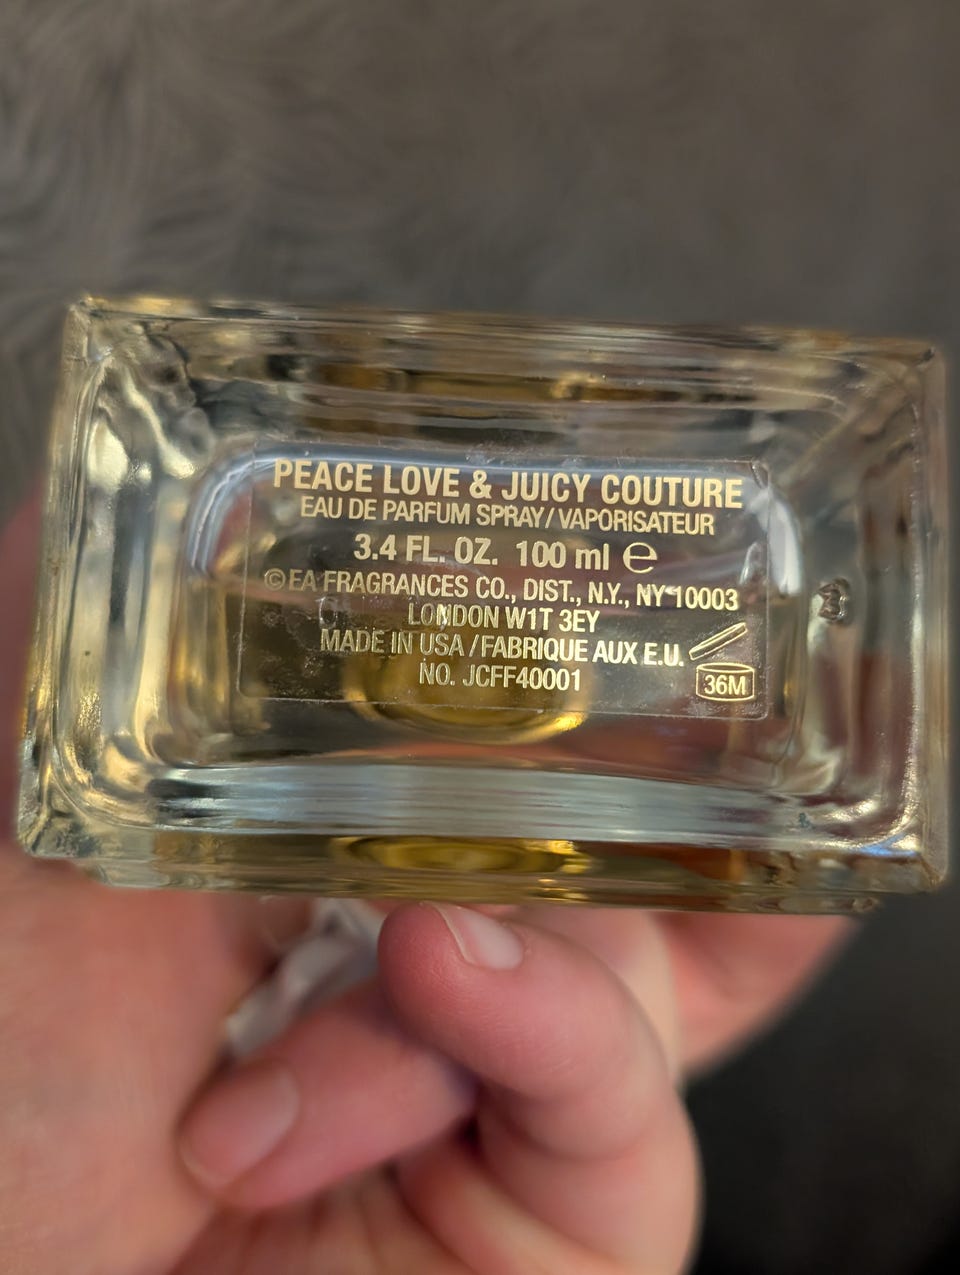 PEACE LOVE & JUICY COUTURE
EAU DE PARFUM SPRAY/VAPORISATEUR
3.4 FL. OZ. 100 ml ℮
©EA FRAGRANCES CO., DIST., N.Y., NY 10003
LONDON W1T 3EY
MADE IN USA/FABRIQUE AUX E.U.
NO. JCFF40001
36M